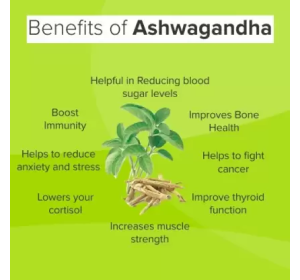 Benefits of Ashwagandha
Helpful in Reducing blood
sugar levels
Boost
Immunity
Improves Bone
Health
Helps to reduce
anxiety and stress
Helps to fight
cancer
Lowers your
cortisol
Improve thyroid
function
Increases muscle
strength